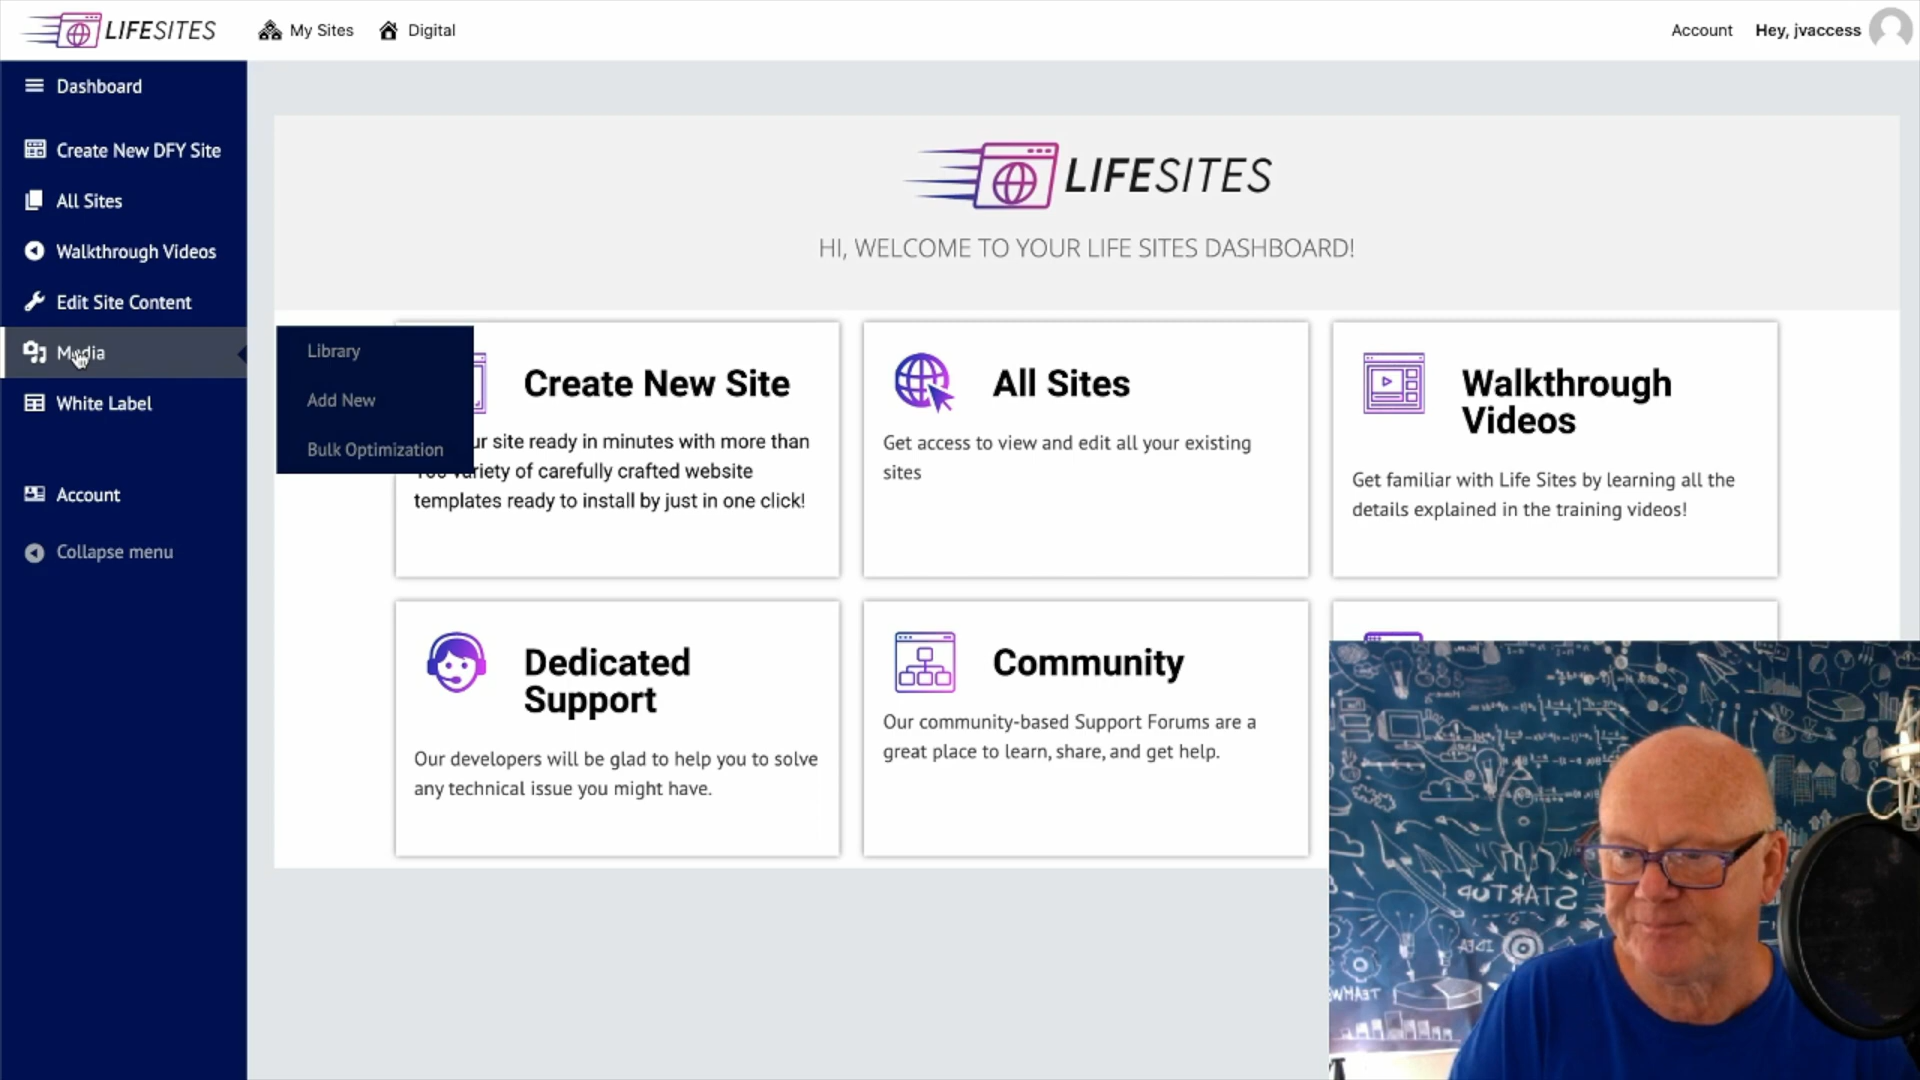 LIFESITES
My Sites
Digital
Account
Hey, jvaccess
Dashboard
Create New DFY Site
All Sites
Walkthrough Videos
Edit Site Content
Media
White Label
Account
Collapse menu
Library
Add New
Bulk Optimization
LIFESITES
HI, WELCOME TO YOUR LIFE SITES DASHBOARD!
Create New Site
ur site ready in minutes with more than
variety of carefully crafted website
templates ready to install by just in one click!
All Sites
Get access to view and edit all your existing
sites
Walkthrough
Videos
Get familiar with Life Sites by learning all the
details explained in the training videos!
Dedicated
Support
Our developers will be glad to help you to solve
any technical issue you might have.
Community
Our community-based Support Forums are a
great place to learn, share, and get help.
STARTUP
IDEA
TEAMW